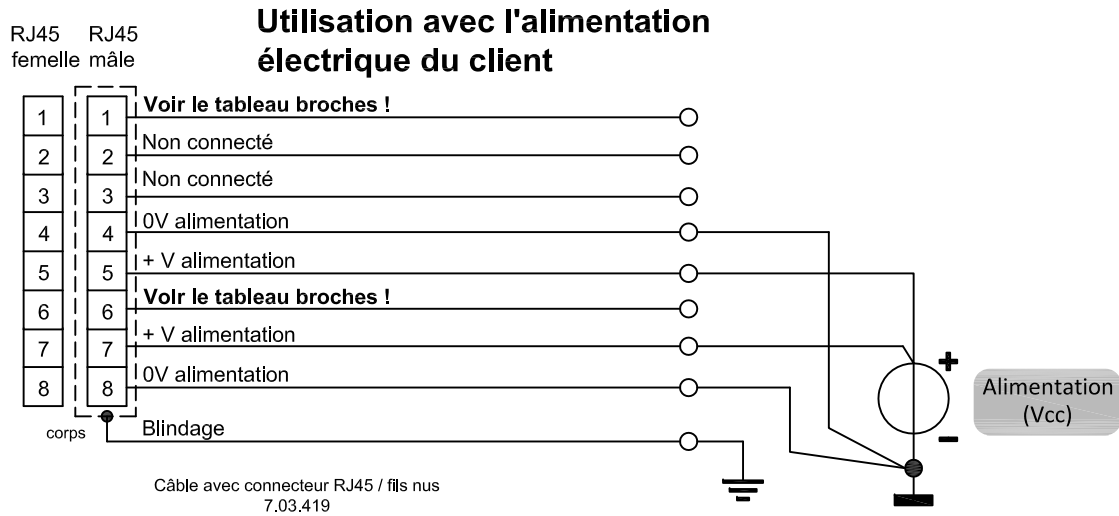 Utilisation avec l'alimentation
électrique du client
RJ45
femelle
RJ45
mâle
1 1 Voir le tableau broches !
2 2 Non connecté
3 3 Non connecté
4 4 0V alimentation
5 5 + V alimentation
6 6 Voir le tableau broches !
7 7 + V alimentation
8 8 0V alimentation
corps
Blindage
+
−
Alimentation
(Vcc)
Câble avec connecteur RJ45 / fils nus
7.03.419